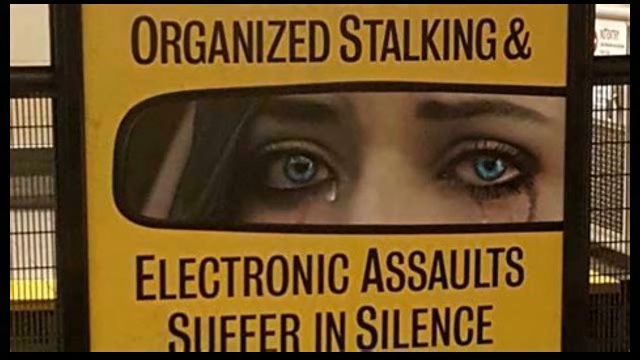 ORGANIZED STALKING &
ELECTRONIC ASSAULTS
SUFFER IN SILENCE